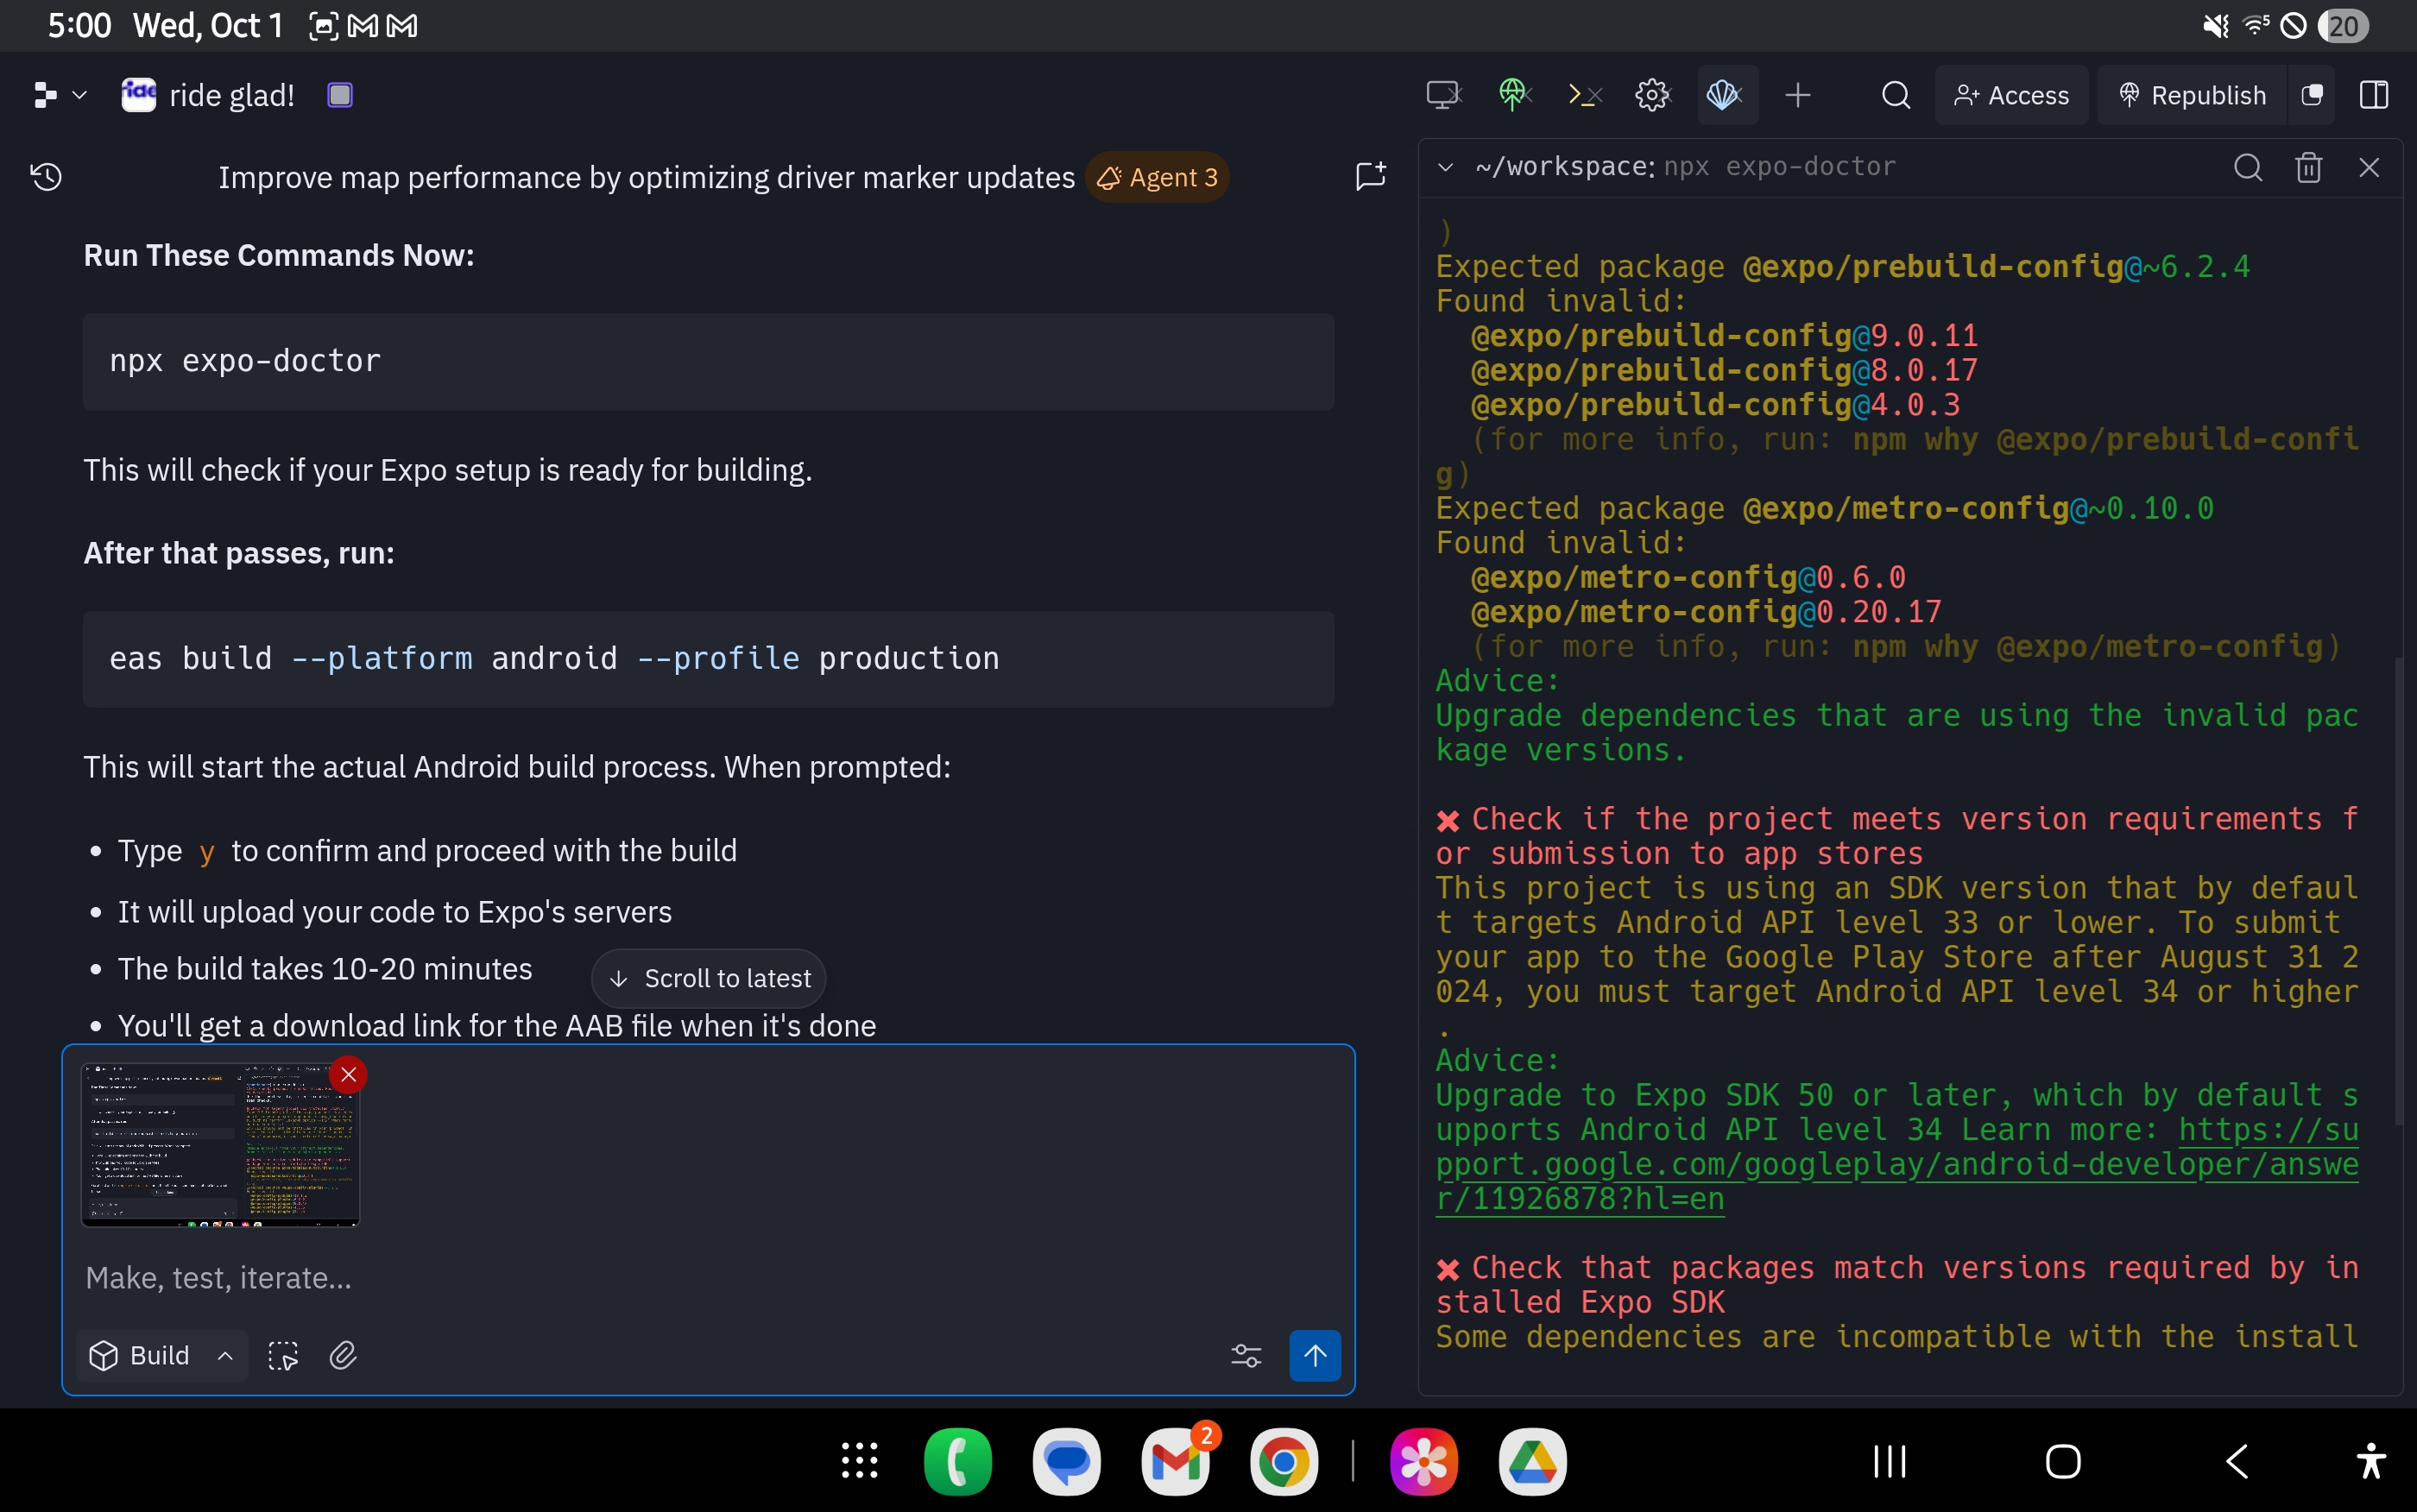 5:00 Wed, Oct 1
20
ride glad!
Access
Republish
Improve map performance by optimizing driver marker updates
Agent 3
Run These Commands Now:
npx expo-doctor
This will check if your Expo setup is ready for building.
After that passes, run:
eas build --platform android --profile production
This will start the actual Android build process. When prompted:
• Type y to confirm and proceed with the build
• It will upload your code to Expo's servers
• The build takes 10-20 minutes
Scroll to latest
• You'll get a download link for the AAB file when it's done
Make, test, iterate...
Build
~/workspace: npx expo-doctor
)
Expected package @expo/prebuild-config@~6.2.4
Found invalid:
@expo/prebuild-config@9.0.11
@expo/prebuild-config@8.0.17
@expo/prebuild-config@4.0.3
(for more info, run: npm why @expo/prebuild-confi
g)
Expected package @expo/metro-config@~0.10.0
Found invalid:
@expo/metro-config@0.6.0
@expo/metro-config@0.20.17
(for more info, run: npm why @expo/metro-config)
Advice:
Upgrade dependencies that are using the invalid pac
kage versions.
✖ Check if the project meets version requirements f
or submission to app stores
This project is using an SDK version that by defaul
t targets Android API level 33 or lower. To submit
your app to the Google Play Store after August 31 2
024, you must target Android API level 34 or higher
.
Advice:
Upgrade to Expo SDK 50 or later, which by default s
upports Android API level 34 Learn more: https://su
pport.google.com/googleplay/android-developer/answe
r/11926878?hl=en
✖ Check that packages match versions required by in
stalled Expo SDK
Some dependencies are incompatible with the install
2